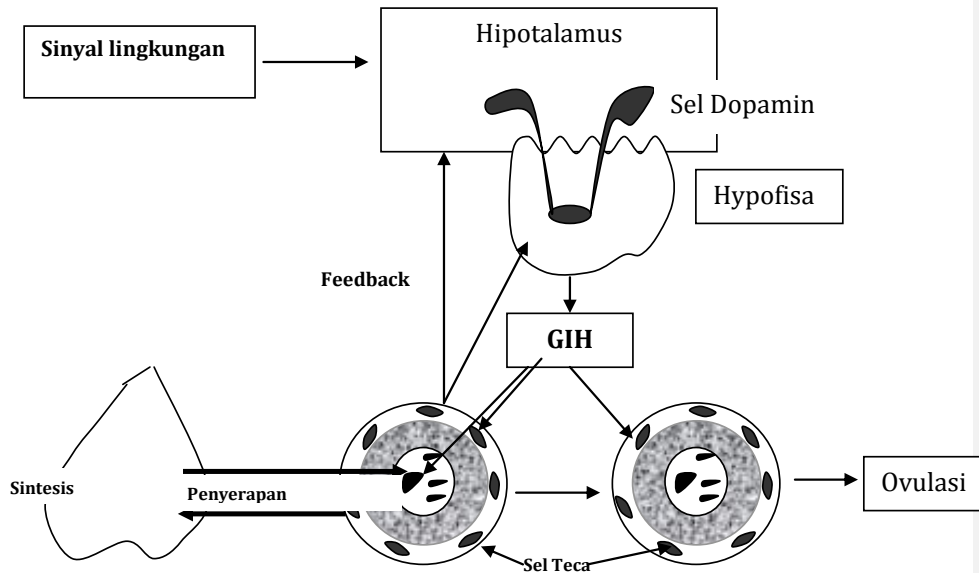 Sinyal lingkungan
Hipotalamus
Sel Dopamin
Hypofisa
Feedback
GIH
Sintesis
Penyerapan
Ovulasi
Sel Teca